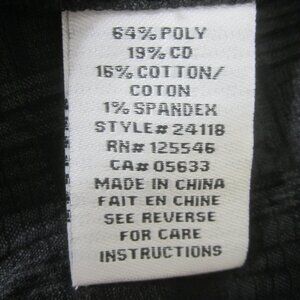 64% POLY
19% CD
16% COTTON/
COTON
1% SPANDEX
STYLE# 24118
RN# 125546
CA# 05633
MADE IN CHINA
FAIT EN CHINE
SEE REVERSE
FOR CARE
INSTRUCTIONS